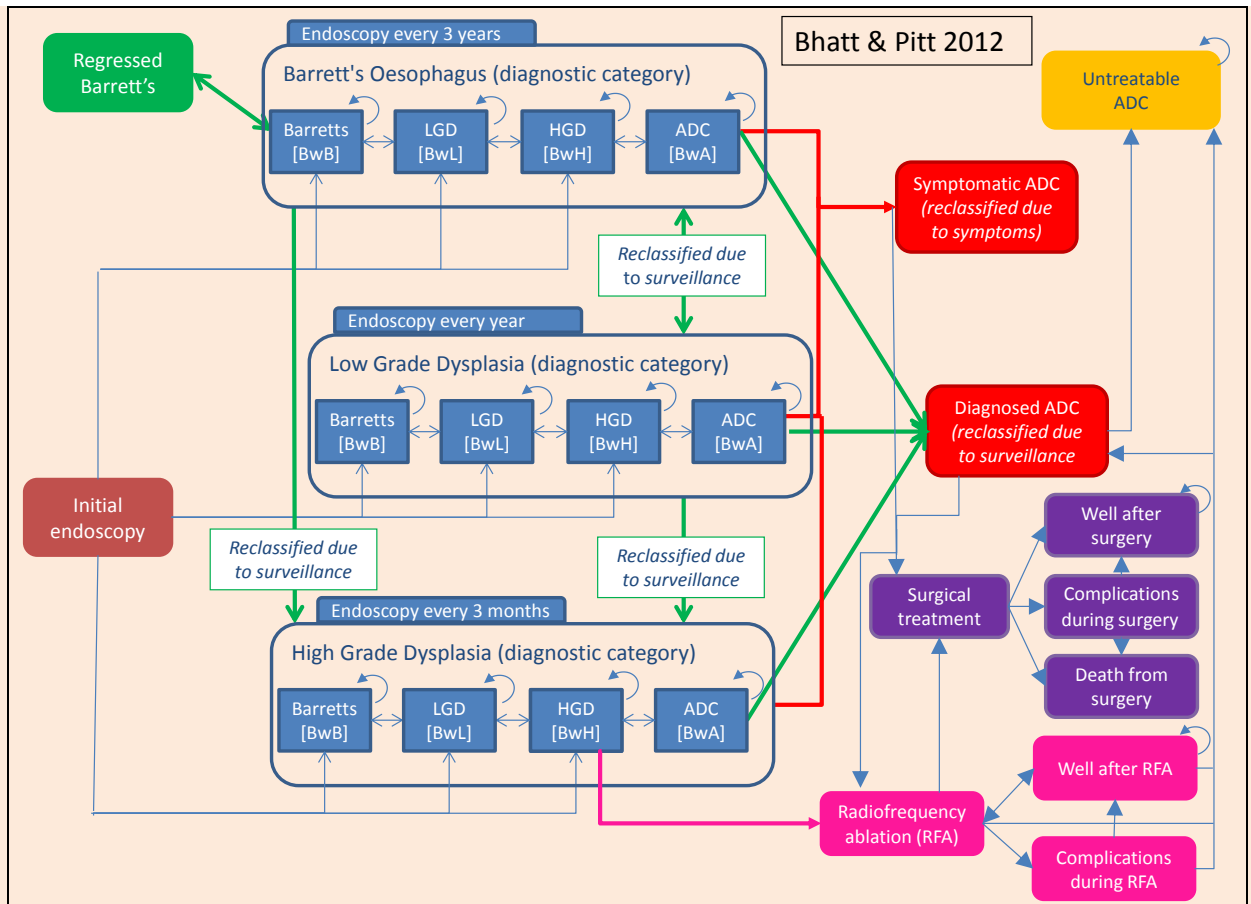 Bhatt & Pitt 2012
Regressed
Barrett's
Endoscopy every 3 years
Barrett's Oesophagus (diagnostic category)
Barretts
[BwB]
LGD
[BwL]
HGD
[BwH]
ADC
[BwA]
Untreatable
ADC
Symptomatic ADC
(reclassified due
to symptoms)
Reclassified due
to surveillance
Endoscopy every year
Low Grade Dysplasia (diagnostic category)
Barretts
[BwB]
LGD
[BwL]
HGD
[BwH]
ADC
[BwA]
Diagnosed ADC
(reclassified due
to surveillance
Initial
endoscopy
Reclassified due
to surveillance
Reclassified due
to surveillance
Endoscopy every 3 months
High Grade Dysplasia (diagnostic category)
Barretts
[BwB]
LGD
[BwL]
HGD
[BwH]
ADC
[BwA]
Surgical
treatment
Well after
surgery
Complications
during surgery
Death from
surgery
Radiofrequency
ablation (RFA)
Well after RFA
Complications
during RFA